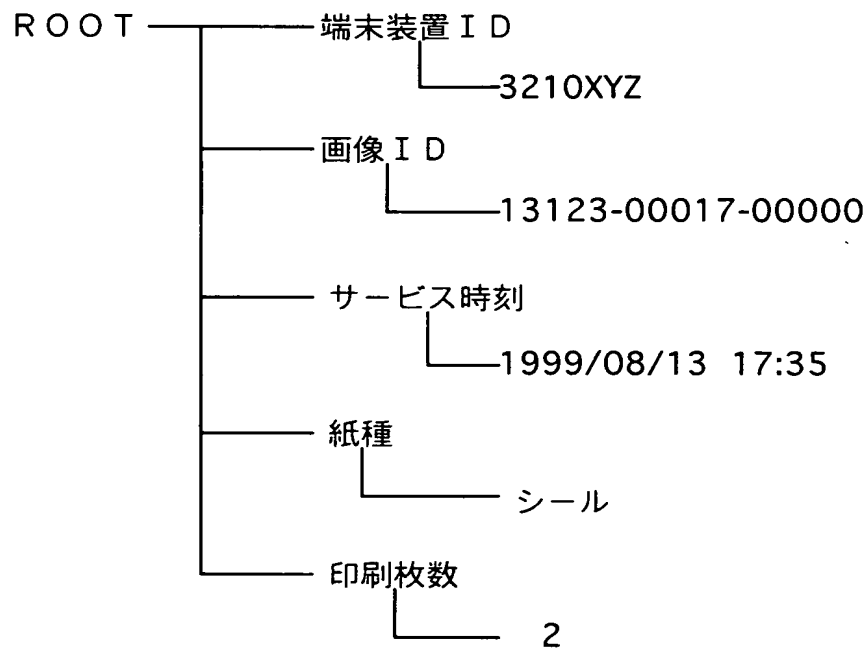 ＲＯＯＴ 端末装置ＩＤ
3210XYZ
画像ＩＤ
13123-00017-00000
サービス時刻
1999/08/13 17:35
紙種
シール
印刷枚数
2